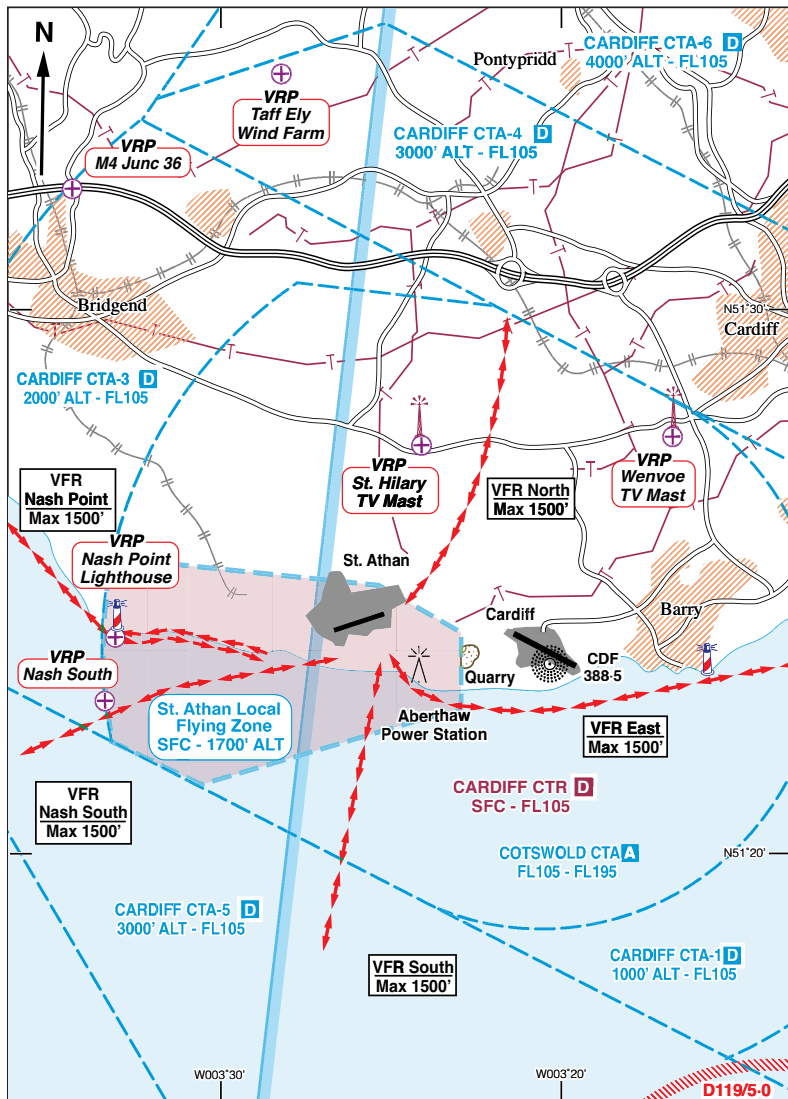 N
Pontypridd
CARDIFF CTA-6 D
4000' ALT - FL105
VRP
Taff Ely
Wind Farm
CARDIFF CTA-4 D
3000' ALT - FL105
VRP
M4 Junc 36
Bridgend
N51°30'
Cardiff
CARDIFF CTA-3 D
2000' ALT - FL105
VRP
St. Hilary
TV Mast
VRP
Wenvoe
TV Mast
VFR
Nash Point
Max 1500'
VFR North
Max 1500'
VRP
Nash Point
Lighthouse
St. Athan
Cardiff
Barry
VRP
Nash South
Quarry
CDF
388·5
St. Athan Local
Flying Zone
SFC - 1700' ALT
Aberthaw
Power Station
VFR East
Max 1500'
VFR
Nash South
Max 1500'
CARDIFF CTR D
SFC - FL105
COTSWOLD CTA A
FL105 - FL195
N51°20'
CARDIFF CTA-5 D
3000' ALT - FL105
VFR South
Max 1500'
CARDIFF CTA-1 D
1000' ALT - FL105
W003°30'
W003°20'
D119/5·0